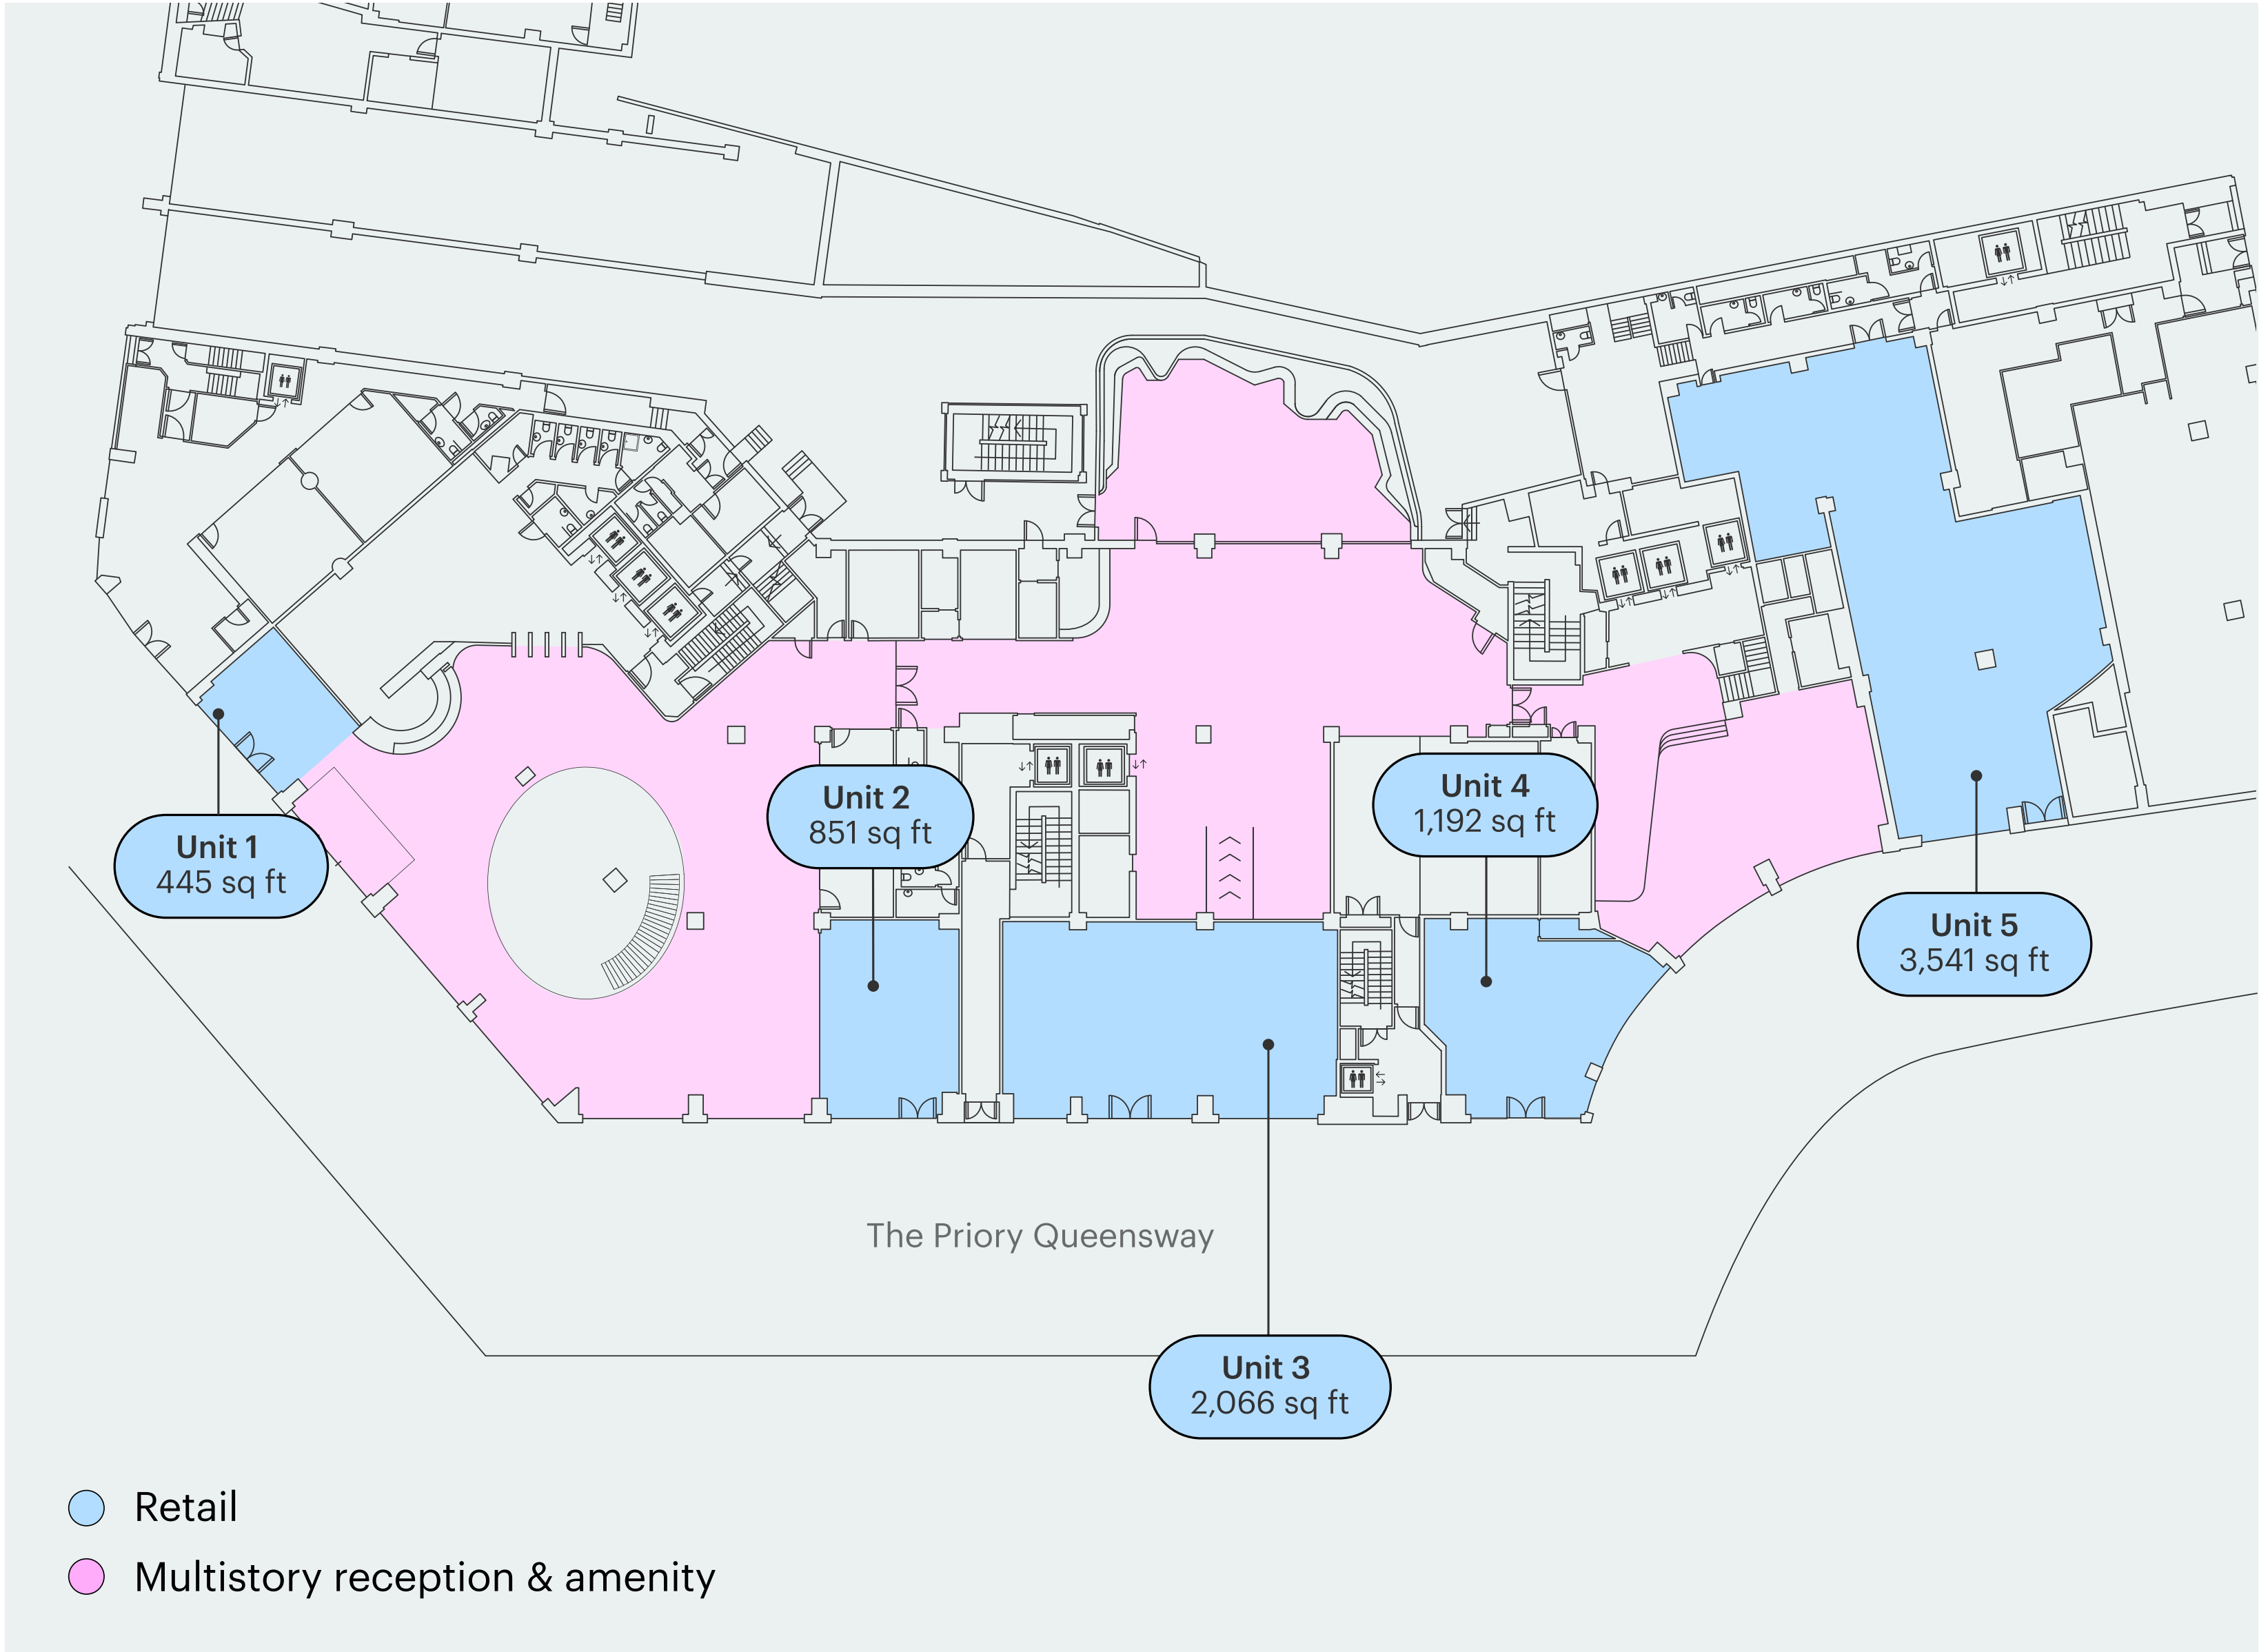 Unit 1
445 sq ft
Unit 2
851 sq ft
Unit 4
1,192 sq ft
Unit 5
3,541 sq ft
The Priory Queensway
Unit 3
2,066 sq ft
Retail
Multistory reception & amenity